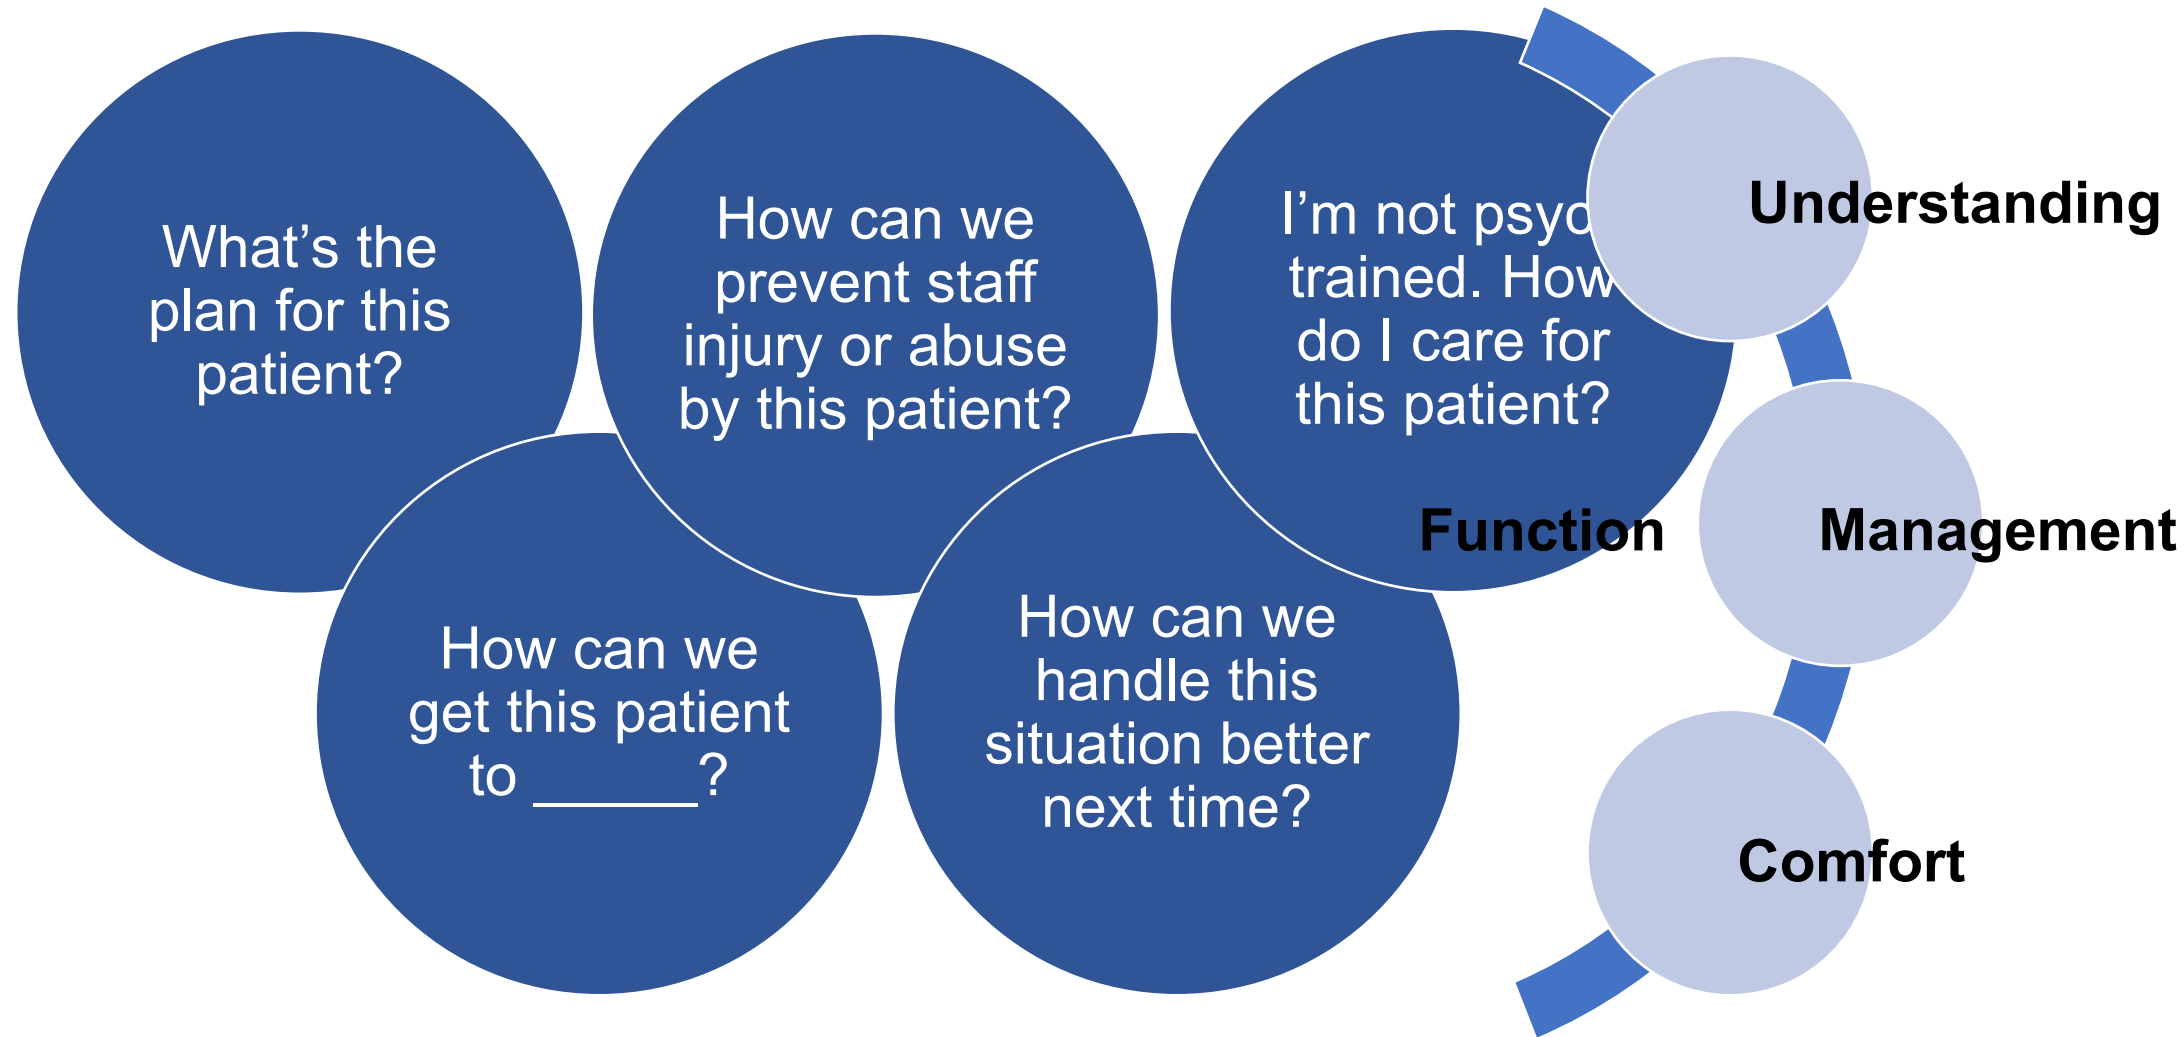 What’s the
plan for this
patient?
How can we
get this patient
to ______?
How can we
prevent staff
injury or abuse
by this patient?
How can we
handle this
situation better
next time?
I’m not
trained. How
do I care for
this patient?
Function
Understanding
Management
Comfort